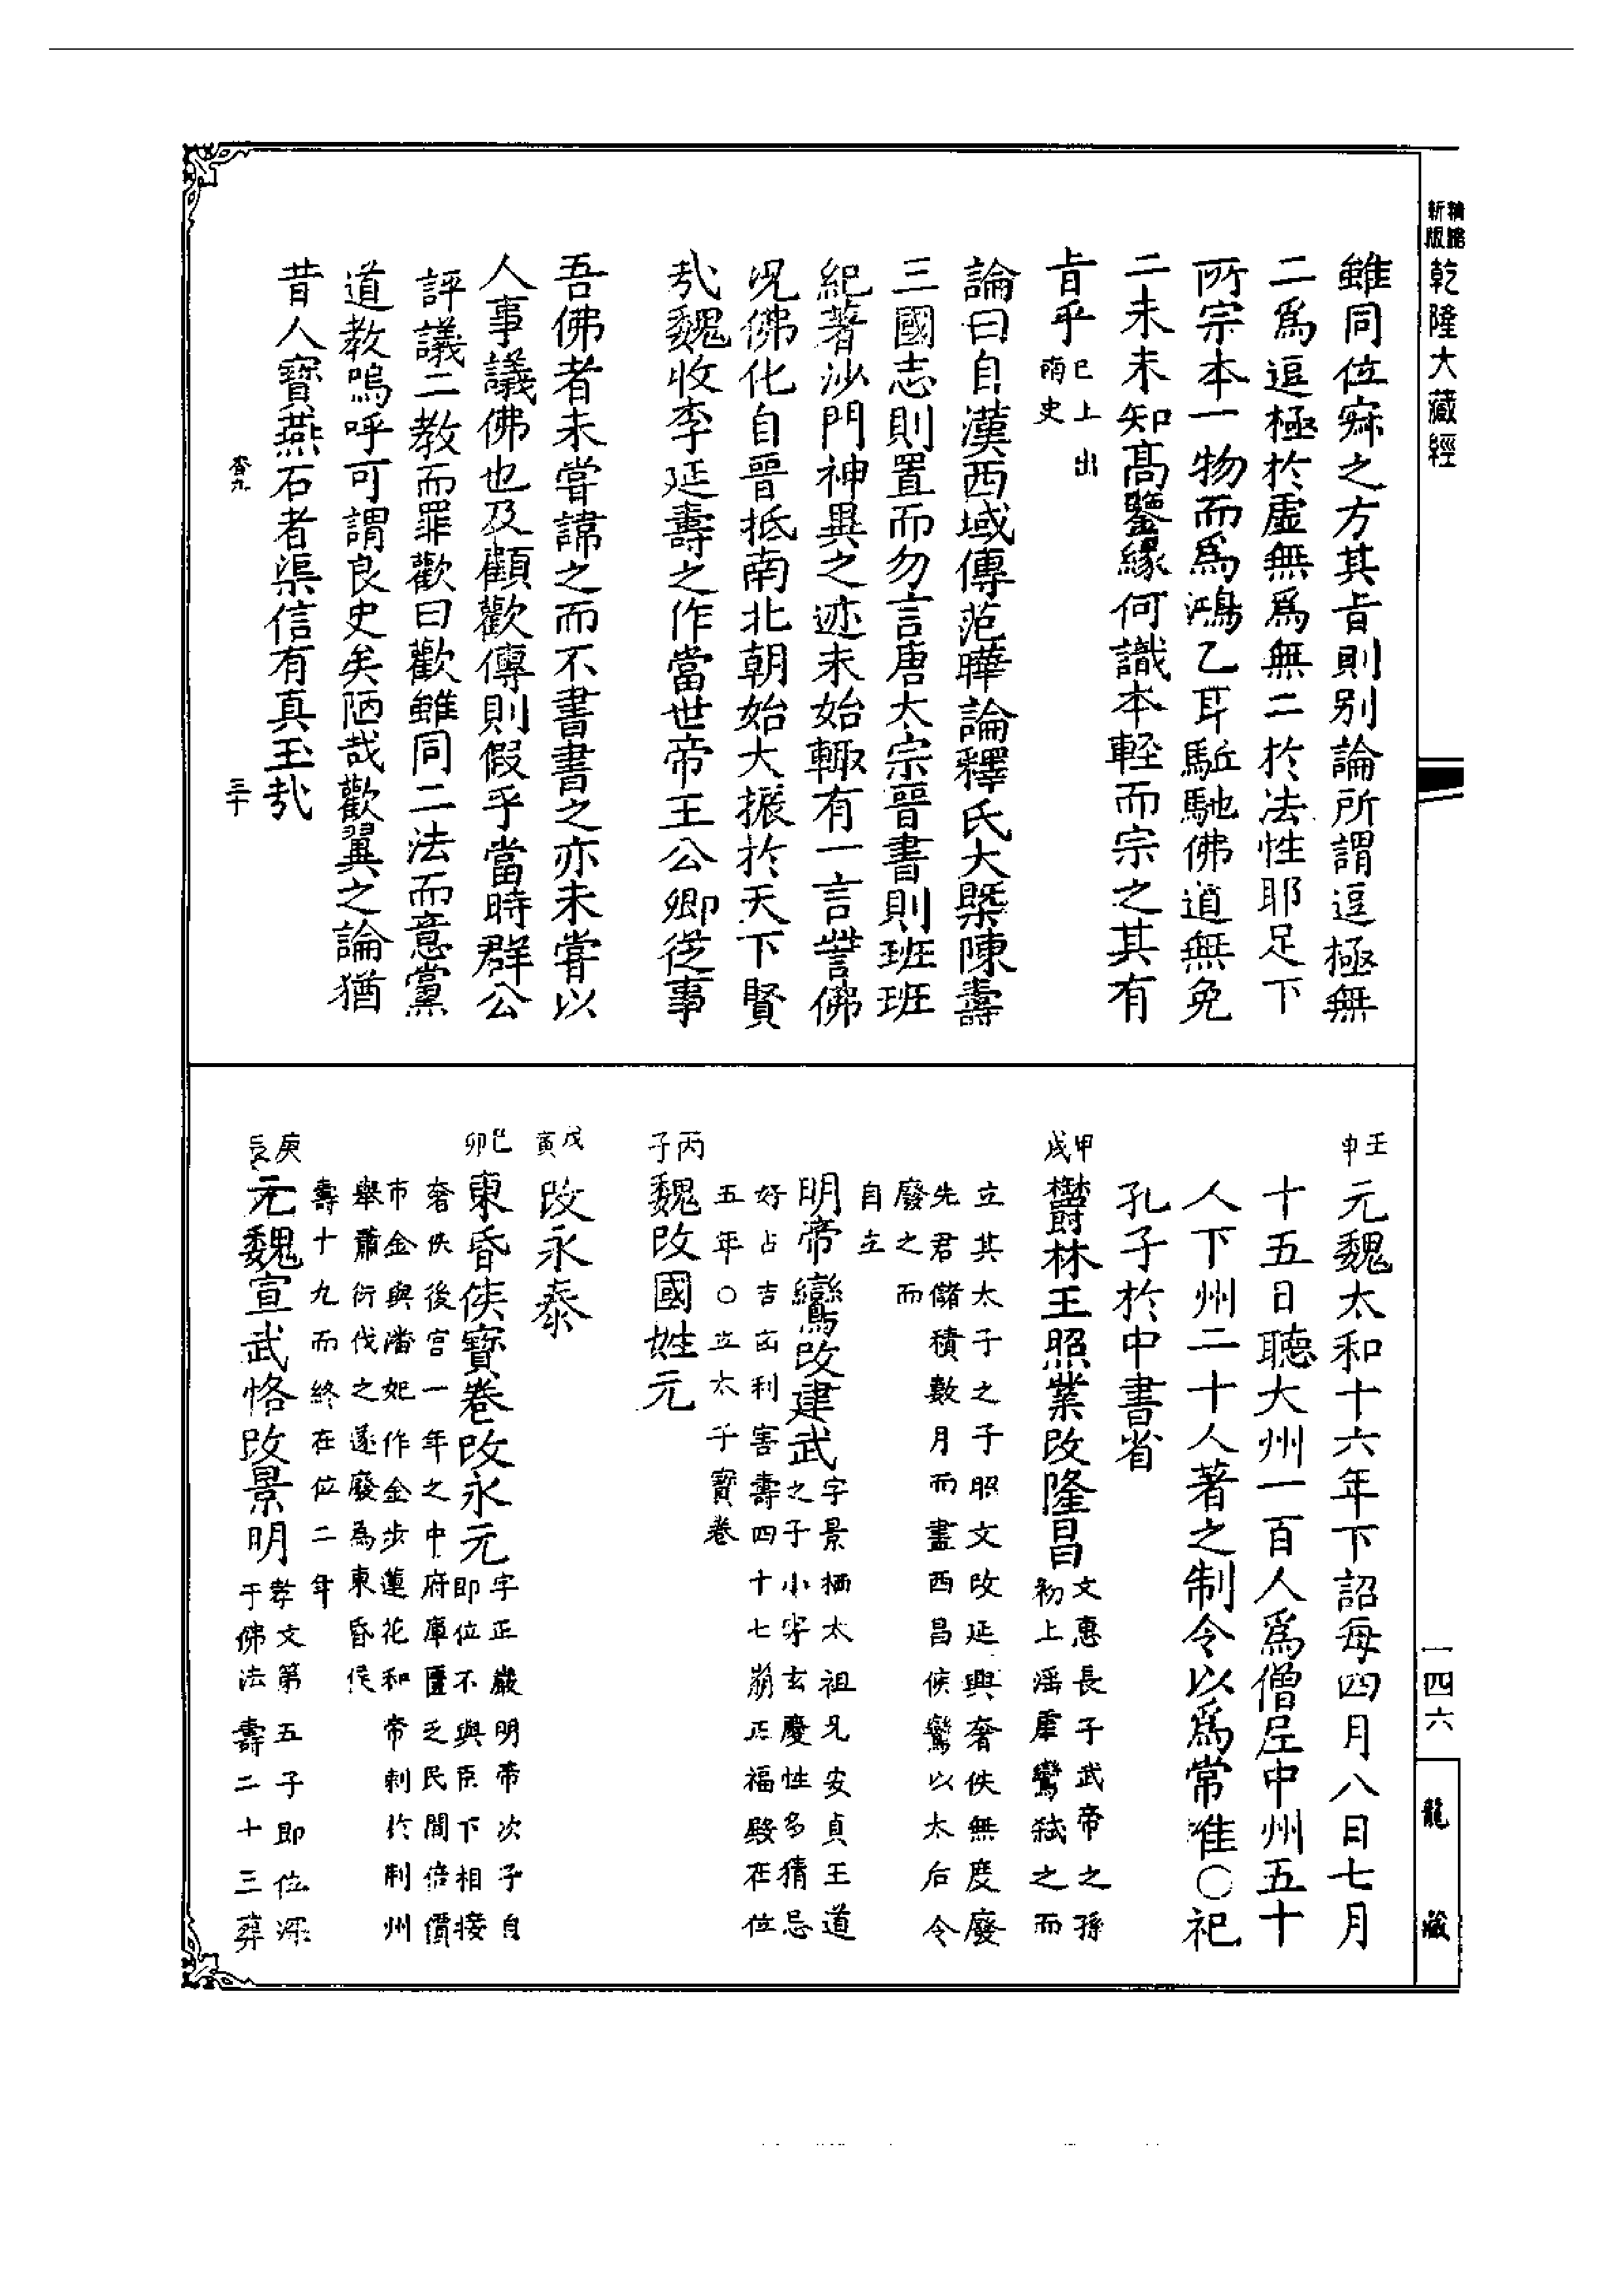 精縮新版乾隆大藏經
雖同位寂之方其旨則別論所謂逗極無
二爲逗極於虛無爲無二於法性耶足下
所宗本一物而爲鴻乙耳駈馳佛道無免
二未未知高鑒緣何識本輕而宗之其有
旨乎 巳上出南史
論曰自漢西域傳范曄論釋氏大槩陳壽
三國志則置而勿言唐太宗晉書則班班
紀著沙門神異之迹未始輙有一言訾佛
況佛化自晉抵南北朝始大振於天下賢
哉魏收李延壽之作當世帝王公卿從事
吾佛者未甞諱之而不書書之亦未甞以
人事議佛也及顧歡傳則假乎當時群公
評議二教而罪歡曰歡雖同二法而意黨
道教嗚呼可謂良史矣陋哉歡翼之論猶
昔人寶燕石者渠信有真玉哉
三十
壬申 元魏太和十六年下詔每四月八日七月
十五日聽大州一百人爲僧尼中州五十
人下州二十人著之制令以爲常准○祀
孔子於中書省
甲戌 欝林王照業改隆昌 文惠長子武帝之孫
初上滛虐鸞弑之而
立其太子之子照文改延興奢佚無度廢
先君儲積數月而盡西昌侯鸞以太后令
廢之而
自立
明帝鸞改建武 字景栖太祖兄安貞王道
之子小字玄慶性多猜忌
好占吉凶利害壽四十七崩正福殿在位
五年○立太子寶卷
丙子 魏改國姓元
戊寅 改永泰
巳卯 東昏侯寶卷改永元 字正嚴明帝次子自
即位不與臣下相接
奢佚後宫一年之中府庫匱乏民間倍價
市金與潘妃作金步蓮花和帝剌於荊州
舉蕭衍伐之遂廢爲東昏侯
壽十九而終在位二年
庚辰 元魏宣武恪改景明 孝文第五子即位深
于佛法壽二十三葬
一四六
龍藏